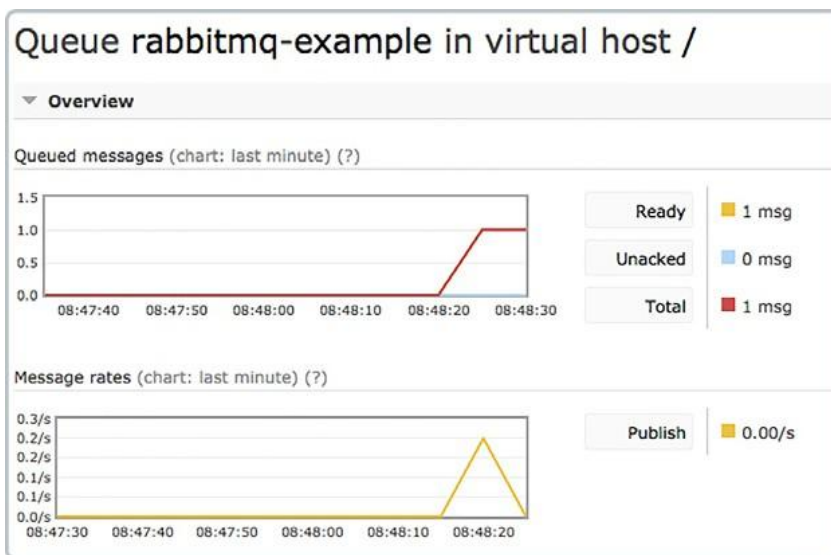 Queue rabbitmq-example in virtual host /
Overview
Queued messages (chart: last minute) (?)
1.5
1.0
0.5
0.0
08:47:40 08:47:50 08:48:00 08:48:10 08:48:20 08:48:30
Ready 1 msg
Unacked 0 msg
Total 1 msg
Message rates (chart: last minute) (?)
0.3/s
0.2/s
0.2/s
0.1/s
0.1/s
0.0/s
08:47:30 08:47:40 08:47:50 08:48:00 08:48:10 08:48:20
Publish 0.00/s